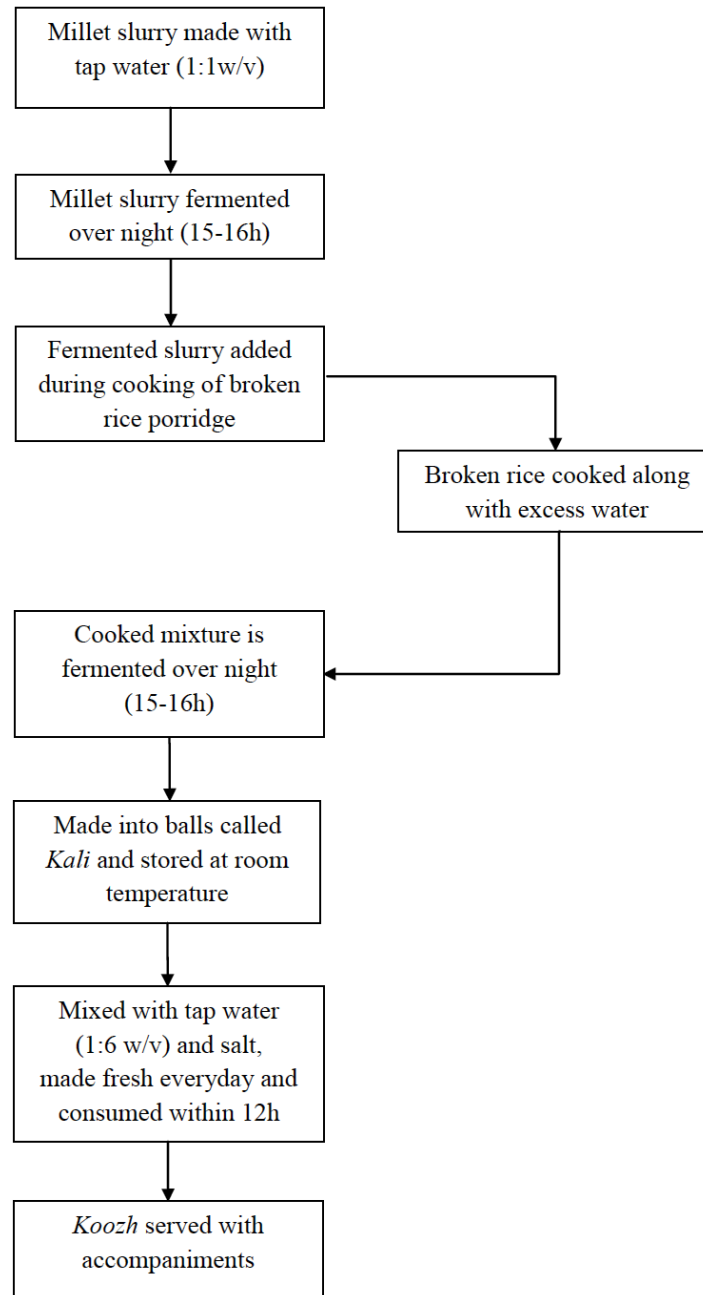 Millet slurry made with
tap water (1:1w/v)
Millet slurry fermented
over night (15-16h)
Fermented slurry added
during cooking of broken
rice porridge
Broken rice cooked along
with excess water
Cooked mixture is
fermented over night
(15-16h)
Made into balls called
Kali and stored at room
temperature
Mixed with tap water
(1:6 w/v) and salt,
made fresh everyday and
consumed within 12h
Koozh served with
accompaniments